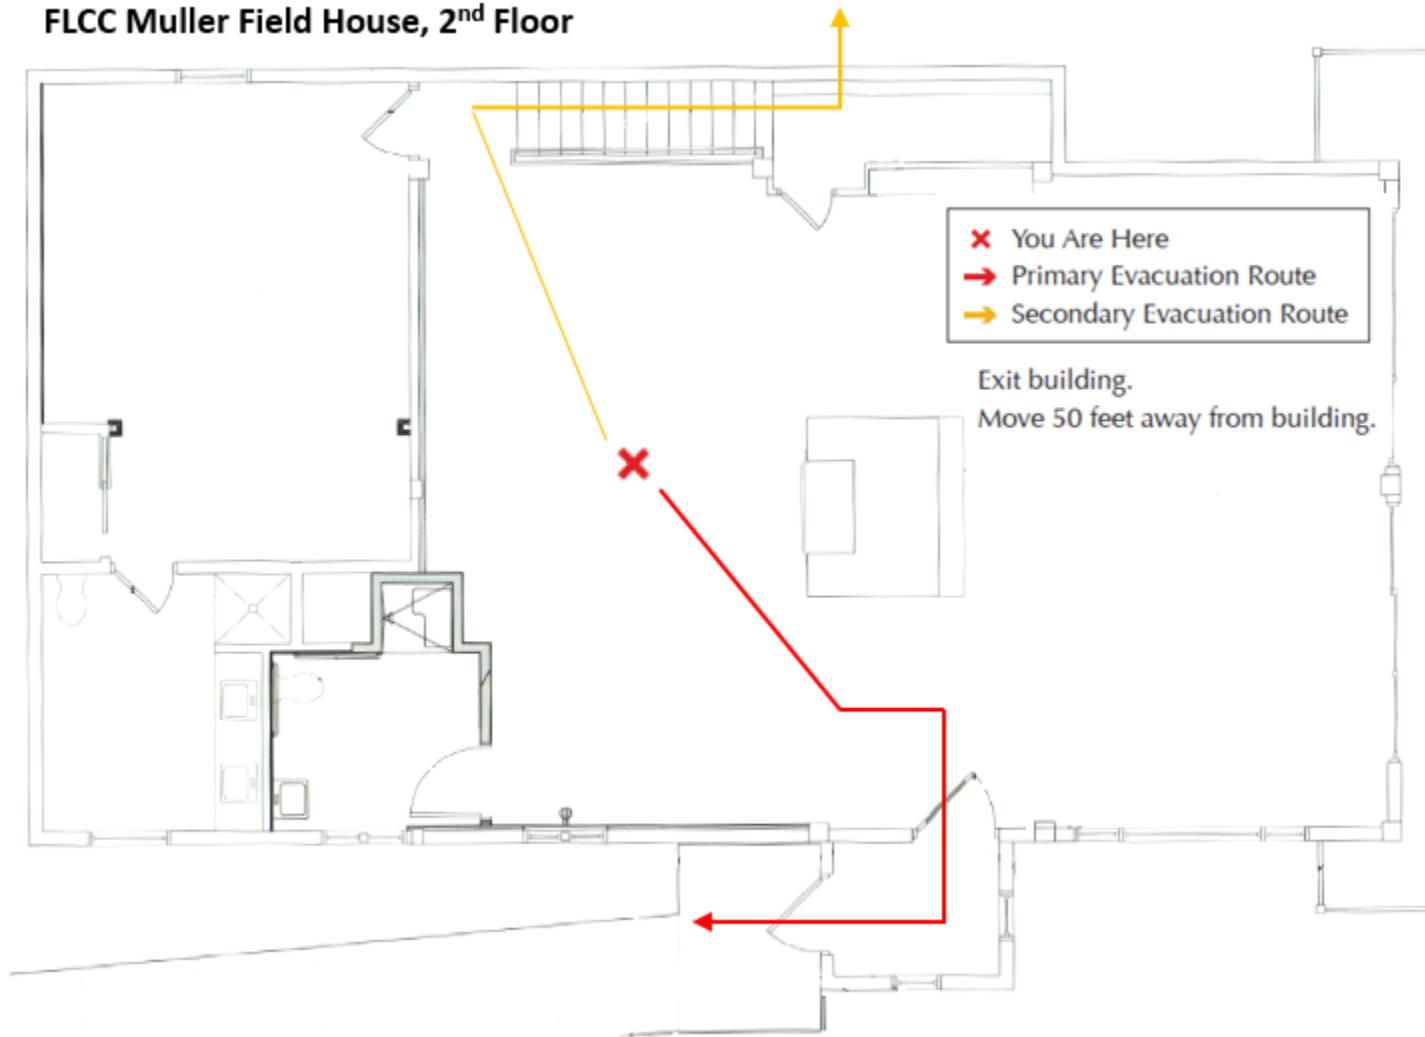 FLCC Muller Field House, 2nd Floor
You Are Here
Primary Evacuation Route
Secondary Evacuation Route
Exit building.
Move 50 feet away from building.